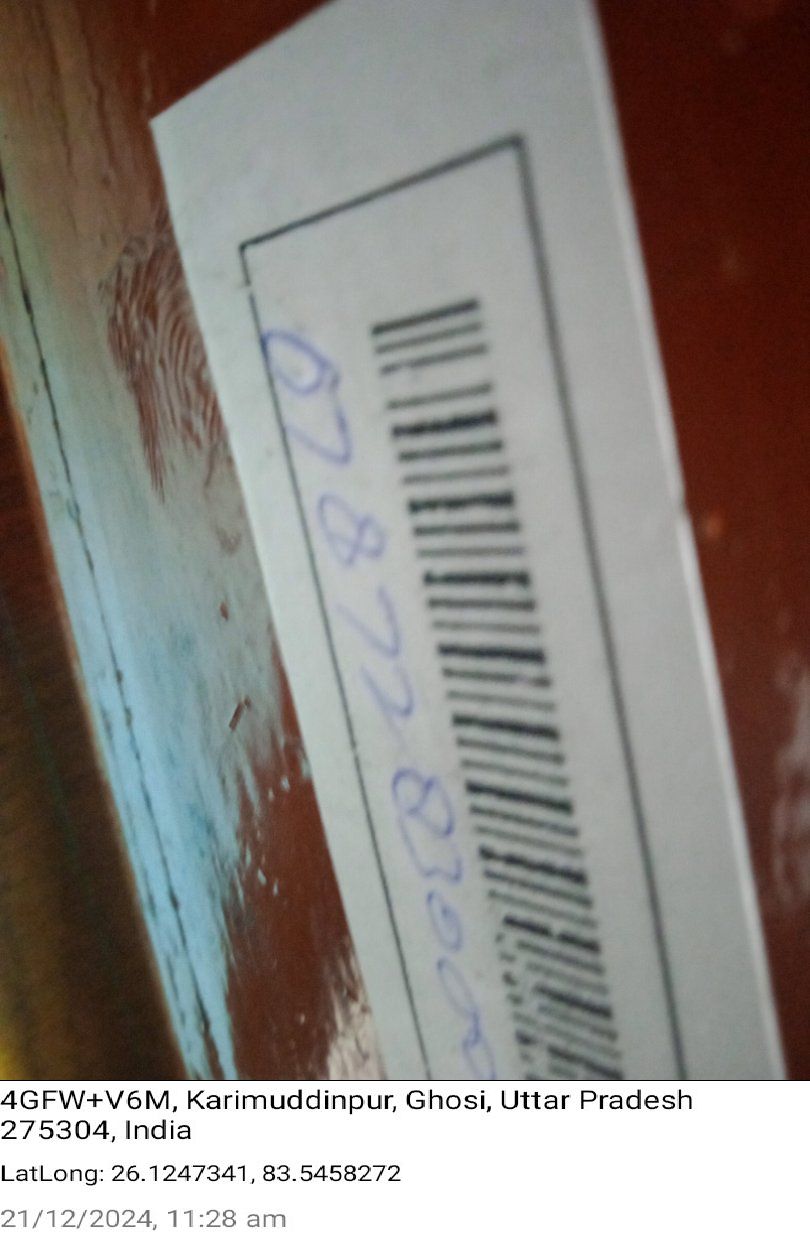 67877830000
4GFW+V6M, Karimuddinpur, Ghosi, Uttar Pradesh
275304, India
LatLong: 26.1247341, 83.5458272
21/12/2024, 11:28 am